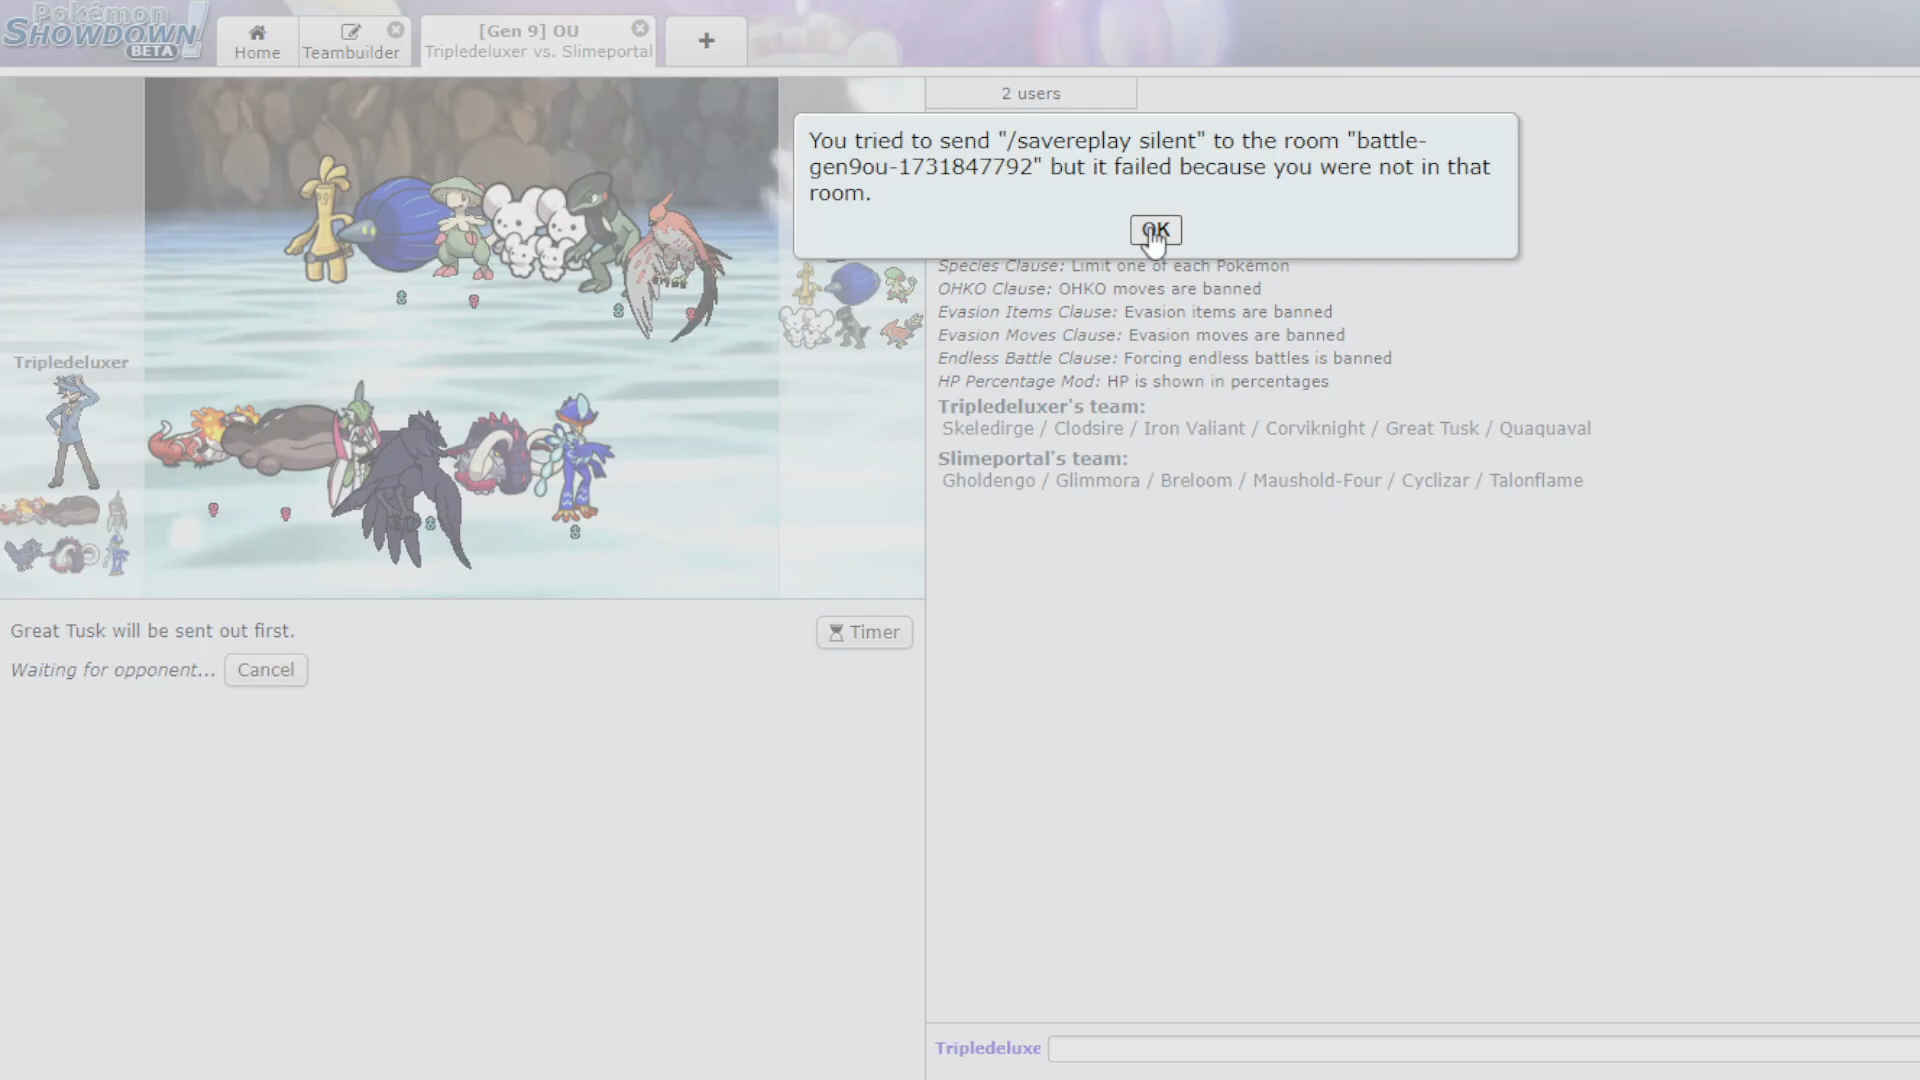 Pokémon
SHOWDOWN!
BETA
Home
Teambuilder
[Gen 9] OU
Tripledeluxer vs. Slimeportal
+
2 users
You tried to send "/savereplay silent" to the room "battle-
gen9ou-1731847792" but it failed because you were not in that
room.
OK
Species Clause: Limit one of each Pokémon
OHKO Clause: OHKO moves are banned
Evasion Items Clause: Evasion items are banned
Evasion Moves Clause: Evasion moves are banned
Endless Battle Clause: Forcing endless battles is banned
HP Percentage Mod: HP is shown in percentages
Tripledeluxer's team:
Skeledirge / Clodsire / Iron Valiant / Corviknight / Great Tusk / Quaquaval
Slimeportal's team:
Gholdengo / Glimmora / Breloom / Maushold-Four / Cyclizar / Talonflame
Tripledeluxer
Great Tusk will be sent out first.
Timer
Waiting for opponent...
Cancel
Tripledeluxe